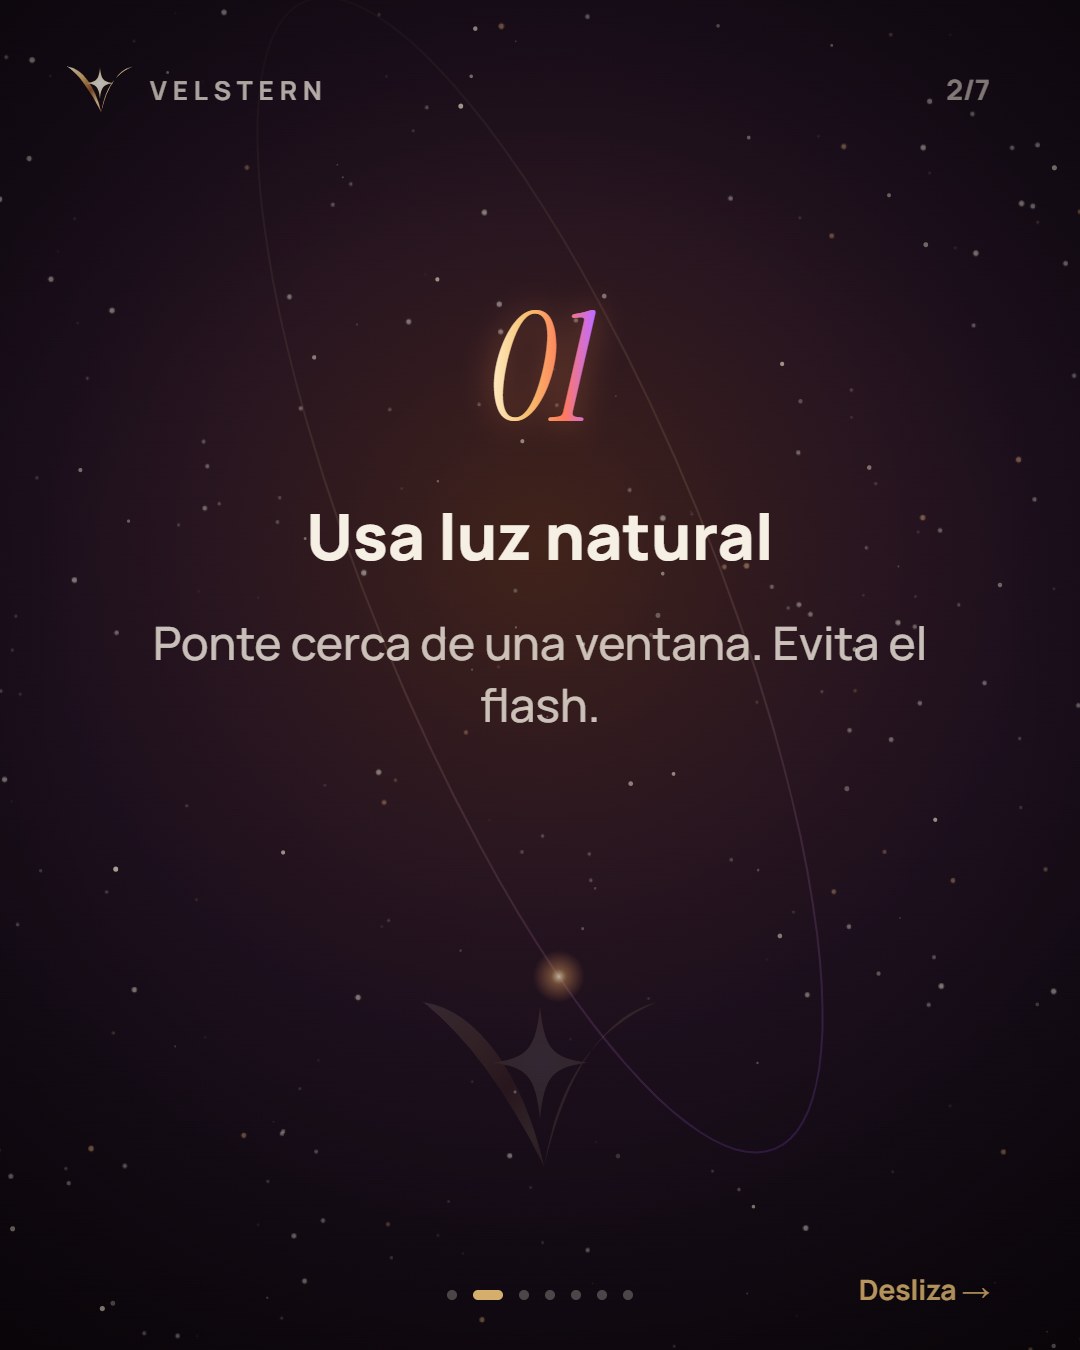 VELSTERN
2/7
01
Usa luz natural
Ponte cerca de una ventana. Evita el
flash.
Desliza →